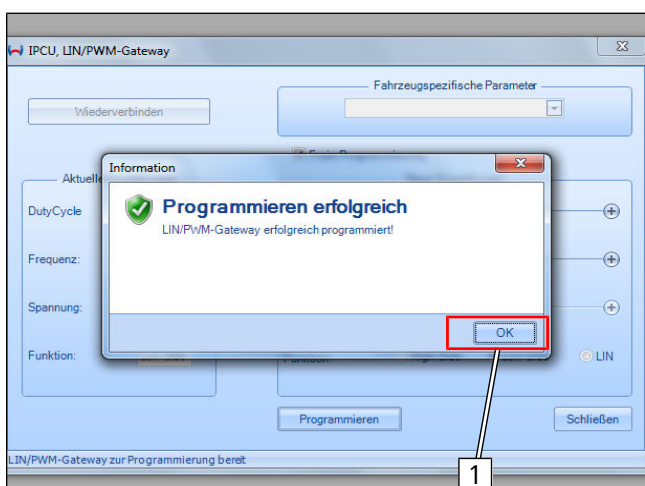 IPCU, LIN/PWM-Gateway
Fahrzeugspezifische Parameter
Wiederverbinden
Information
Programmieren erfolgreich
LIN/PWM-Gateway erfolgreich programmiert!
OK
DutyCycle
Frequenz:
Spannung:
Funktion:
LIN
Programmieren
Schließen
LIN/PWM-Gateway zur Programmierung bereit
1